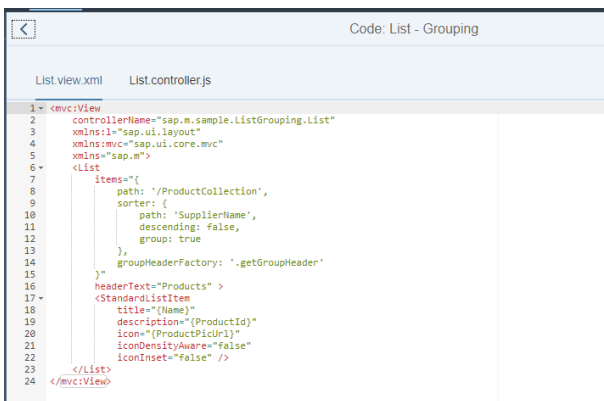 Code: List - Grouping
List.view.xml List.controller.js
1 <mvc:View
2 controllerName="sap.m.sample.ListGrouping.List"
3 xmlns:l="sap.ui.layout"
4 xmlns:mvc="sap.ui.core.mvc"
5 xmlns="sap.m">
6 <List
7 items="{
8 path: '/ProductCollection',
9 sorter: {
10 path: 'SupplierName',
11 descending: false,
12 group: true
13 },
14 groupHeaderFactory: '.getGroupHeader'
15 }"
16 headerText="Products" >
17 <StandardListItem
18 title="{Name}"
19 description="{ProductId}"
20 icon="{ProductPicUrl}"
21 iconDensityAware="false"
22 iconInset="false" />
23 </List>
24 </mvc:View>